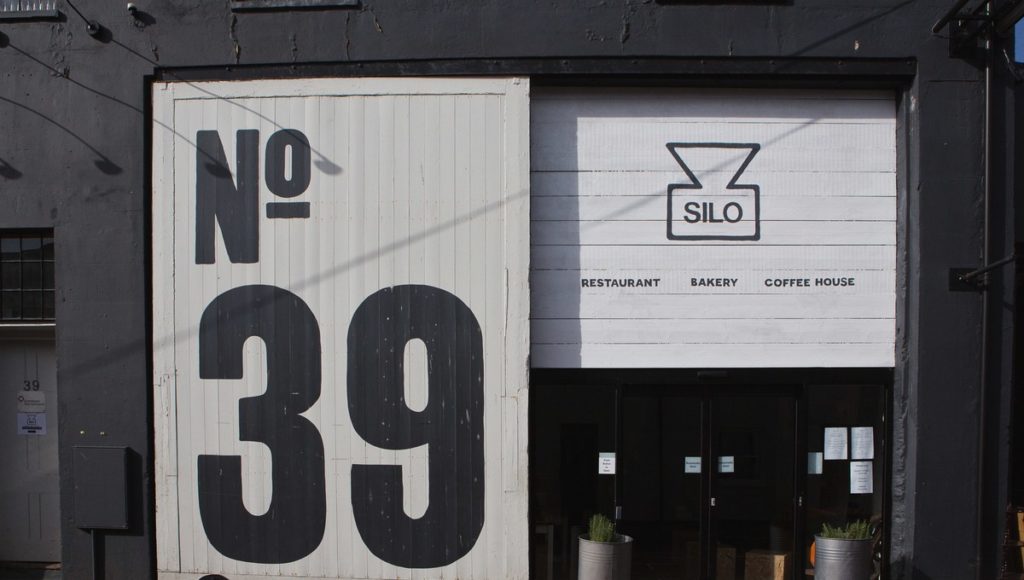 No
39
SILO
RESTAURANT BAKERY COFFEE HOUSE
39